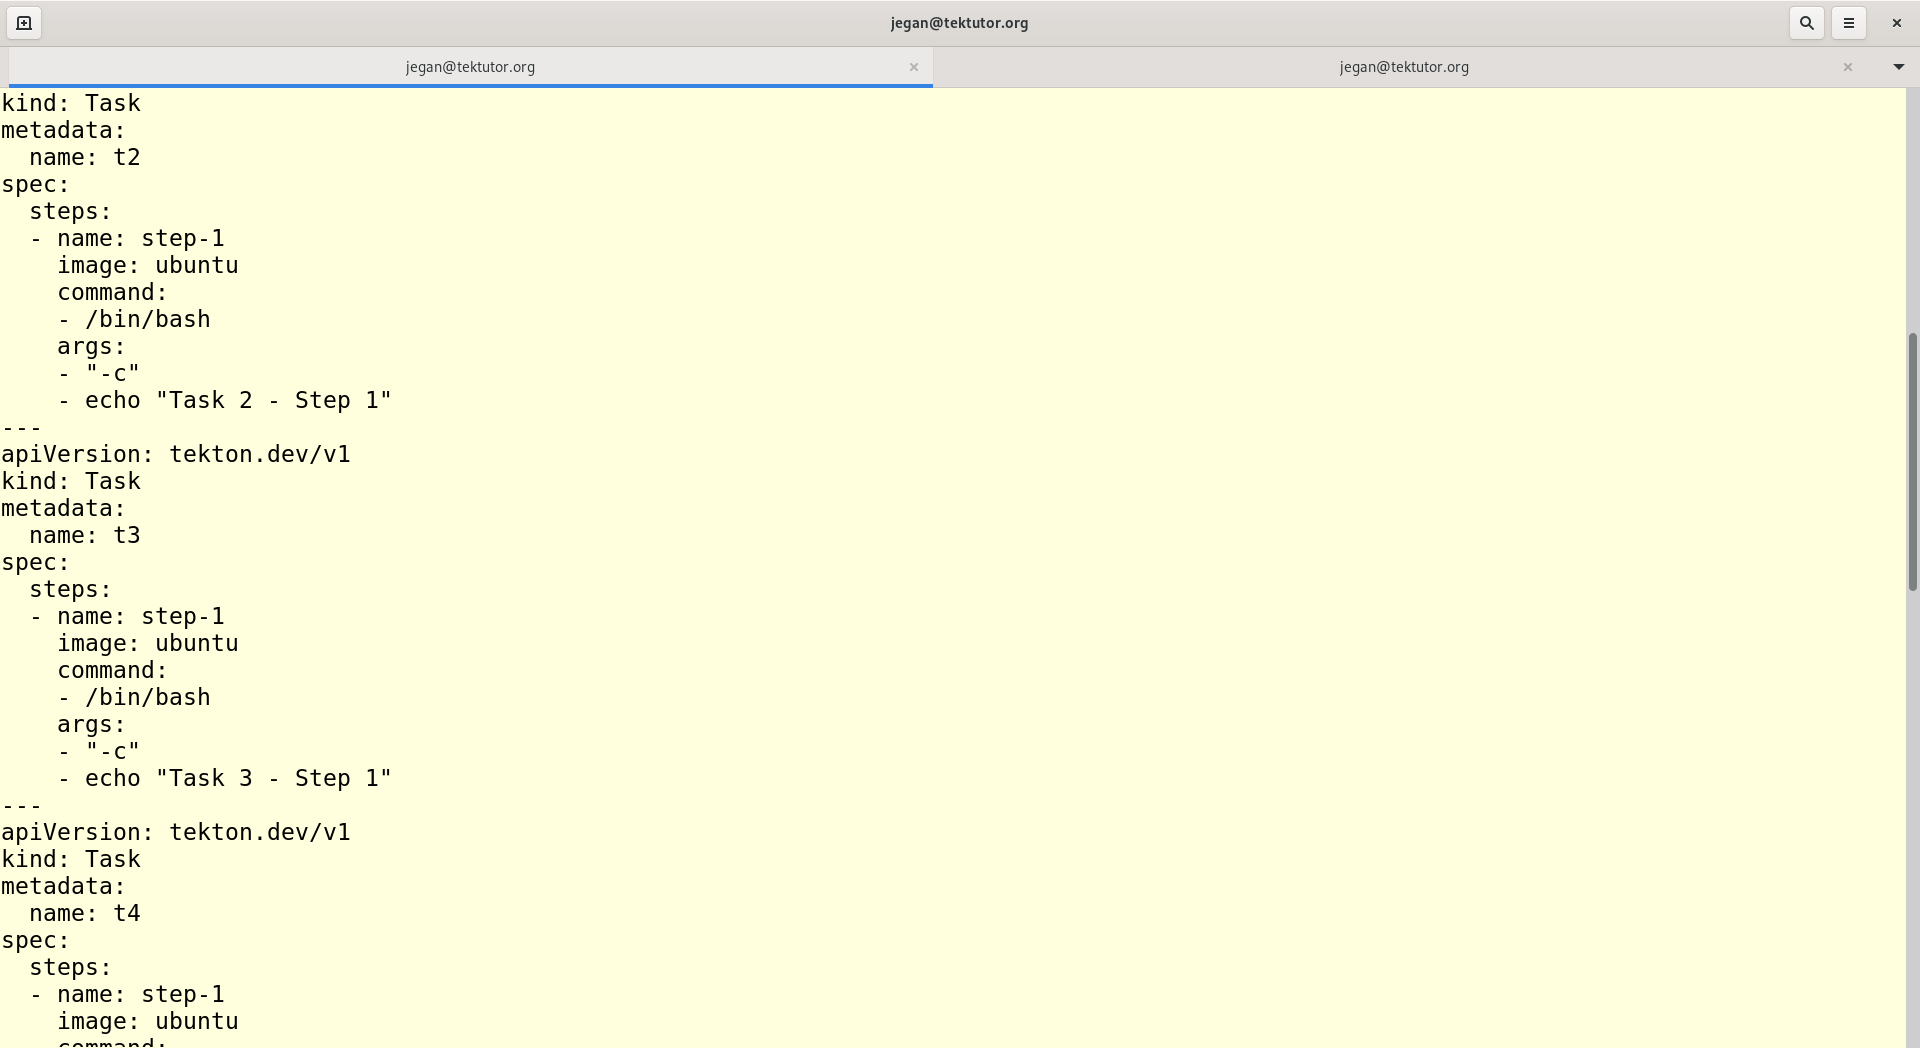 jegan@tektutor.org
jegan@tektutor.org
jegan@tektutor.org
kind: Task
metadata:
  name: t2
spec:
  steps:
  - name: step-1
    image: ubuntu
    command:
    - /bin/bash
    args:
    - "-c"
    - echo "Task 2 - Step 1"
---
apiVersion: tekton.dev/v1
kind: Task
metadata:
  name: t3
spec:
  steps:
  - name: step-1
    image: ubuntu
    command:
    - /bin/bash
    args:
    - "-c"
    - echo "Task 3 - Step 1"
---
apiVersion: tekton.dev/v1
kind: Task
metadata:
  name: t4
spec:
  steps:
  - name: step-1
    image: ubuntu
    command: